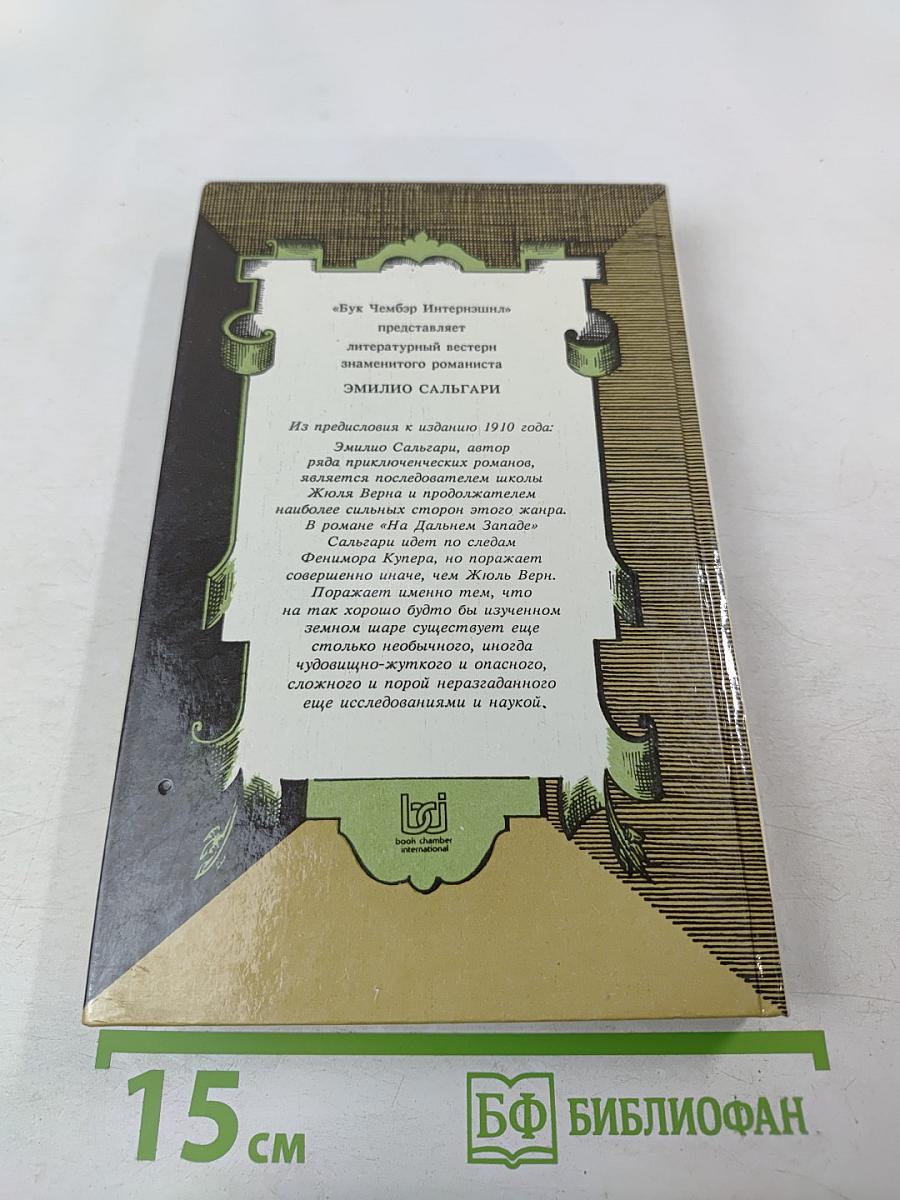 «Бук Чембэр Интернэшнл»
представляет
литературный вестерн
знаменитого романиста
ЭМИЛИО САЛЬГАРИ
Из предисловия к изданию 1910 года:
Эмилио Сальгари, автор
ряда приключенческих романов,
является последователем школы
Жюля Верна и продолжателем
наиболее сильных сторон этого жанра.
В романе «На Дальнем Западе»
Сальгари идет по следам
Фенимора Купера, но поражает
совершенно иначе, чем Жюль Верн.
Поражает именно тем, что
на так хорошо будто бы изученном
земном шаре существует еще
столько необычного, иногда
чудовищно-жуткого и опасного,
сложного и порой неразгаданного
еще исследованиями и наукой.
bci
book chamber
international
15 см
БФ БИБЛИОФАН